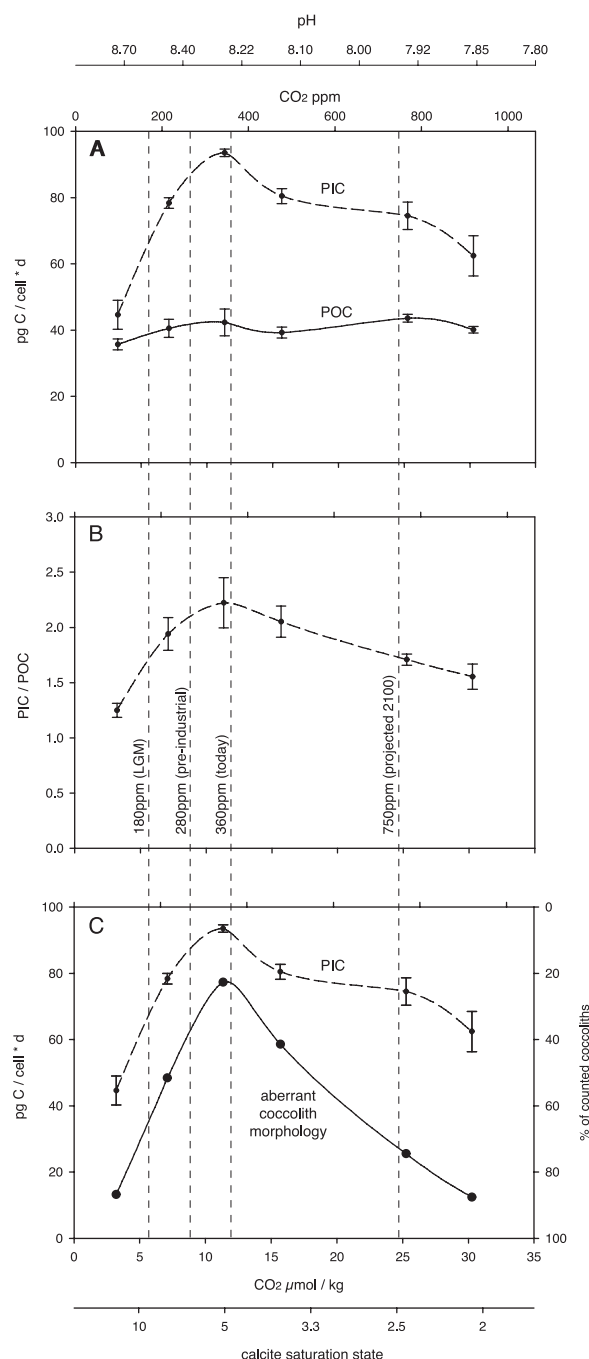 pH
8.70 8.40 8.22 8.10 8.00 7.92 7.85 7.80
CO2 ppm
0 200 400 600 800 1000
A
100
80
60
40
20
0
pg C / cell * d
PIC
POC
B
3.0
2.5
2.0
1.5
1.0
0.5
0.0
PIC / POC
180ppm (LGM)
280ppm (pre-industrial)
360ppm (today)
750ppm (projected 2100)
C
100
80
60
40
20
0
pg C / cell * d
PIC
aberrant
coccolith
morphology
0
20
40
60
80
100
% of counted coccoliths
0 5 10 15 20 25 30 35
CO2 µmol / kg
10 5 3.3 2.5 2
calcite saturation state